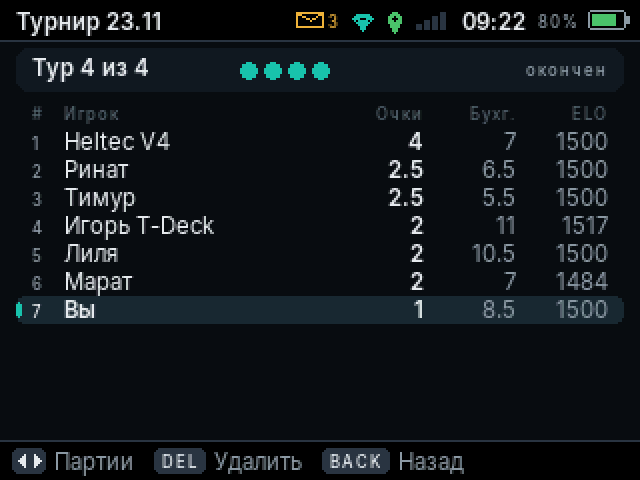 Турнир 23.11 3 09:22 80%
Тур 4 из 4 окончен
# Игрок Очки Бухг. ELO
1 Heltec V4 4 7 1500
2 Ринат 2.5 6.5 1500
3 Тимур 2.5 5.5 1500
4 Игорь T-Deck 2 11 1517
5 Лиля 2 10.5 1500
6 Марат 2 7 1484
7 Вы 1 8.5 1500
Партии DEL Удалить BACK Назад